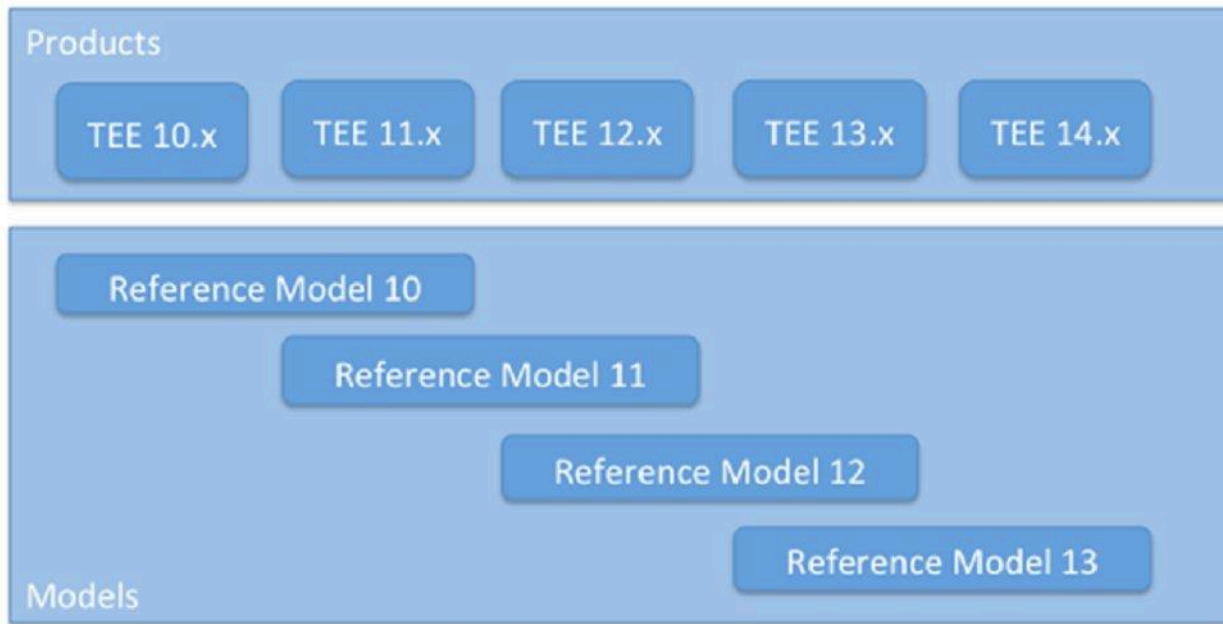 Products
TEE 10.x
TEE 11.x
TEE 12.x
TEE 13.x
TEE 14.x
Reference Model 10
Reference Model 11
Reference Model 12
Reference Model 13
Models